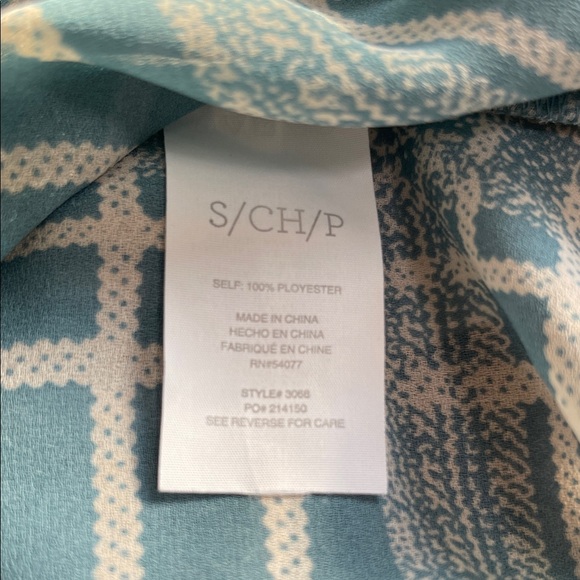 S/CH/P
SELF: 100% PLOYESTER
MADE IN CHINA
HECHO EN CHINA
FABRIQUÉ EN CHINE
RN#54077
STYLE# 3066
PO# 214150
SEE REVERSE FOR CARE